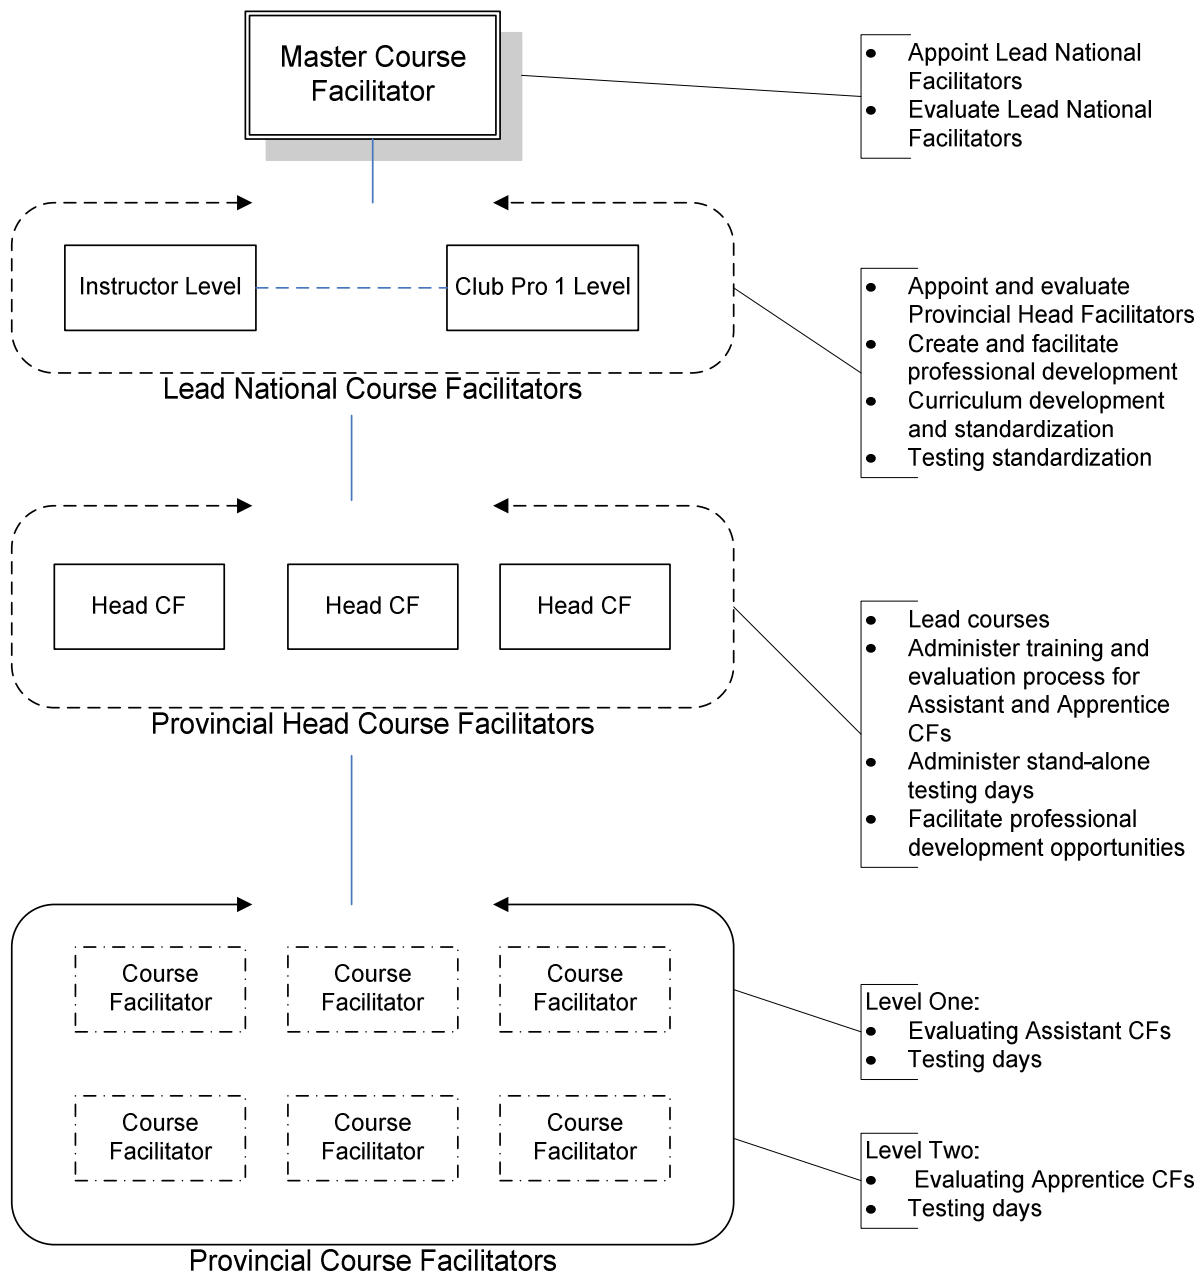 Master Course
Facilitator
• Appoint Lead National
Facilitators
• Evaluate Lead National
Facilitators
Instructor Level
Club Pro 1 Level
Lead National Course Facilitators
• Appoint and evaluate
Provincial Head Facilitators
• Create and facilitate
professional development
• Curriculum development
and standardization
• Testing standardization
Head CF
Head CF
Head CF
Provincial Head Course Facilitators
• Lead courses
• Administer training and
evaluation process for
Assistant and Apprentice
CFs
• Administer stand-alone
testing days
• Facilitate professional
development opportunities
Course
Facilitator
Course
Facilitator
Course
Facilitator
Level One:
• Evaluating Assistant CFs
• Testing days
Course
Facilitator
Course
Facilitator
Course
Facilitator
Level Two:
• Evaluating Apprentice CFs
• Testing days
Provincial Course Facilitators